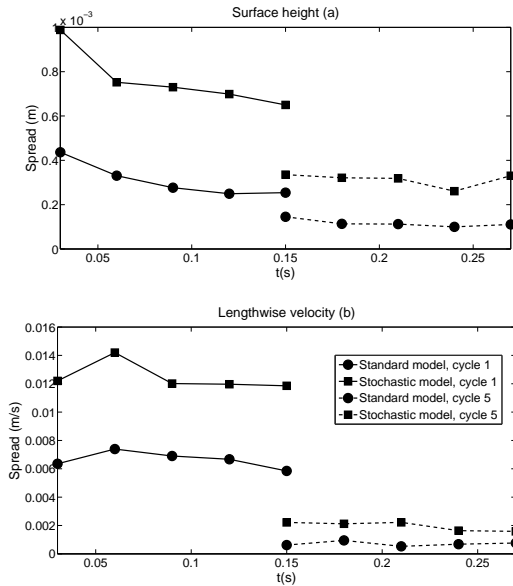 Surface height (a)
1 x 10⁻³
0.8
0.6
0.4
0.2
0
Spread (m)
0.05 0.1 0.15 0.2 0.25
t(s)
Lengthwise velocity (b)
0.016
0.014
0.012
0.01
0.008
0.006
0.004
0.002
0
Spread (m/s)
Standard model, cycle 1
Stochastic model, cycle 1
Standard model, cycle 5
Stochastic model, cycle 5
0.05 0.1 0.15 0.2 0.25
t(s)